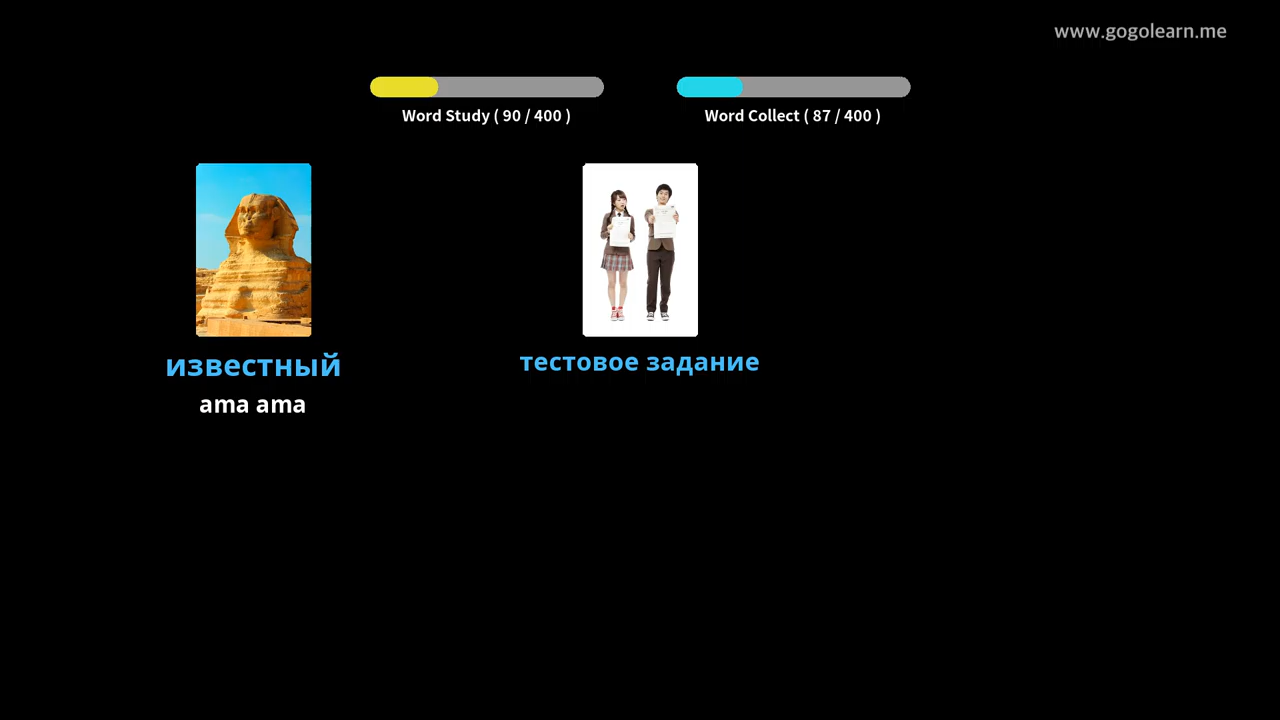 www.gogolearn.me
Word Study ( 90 / 400 )
Word Collect ( 87 / 400 )
известный
ama ama
тестовое задание